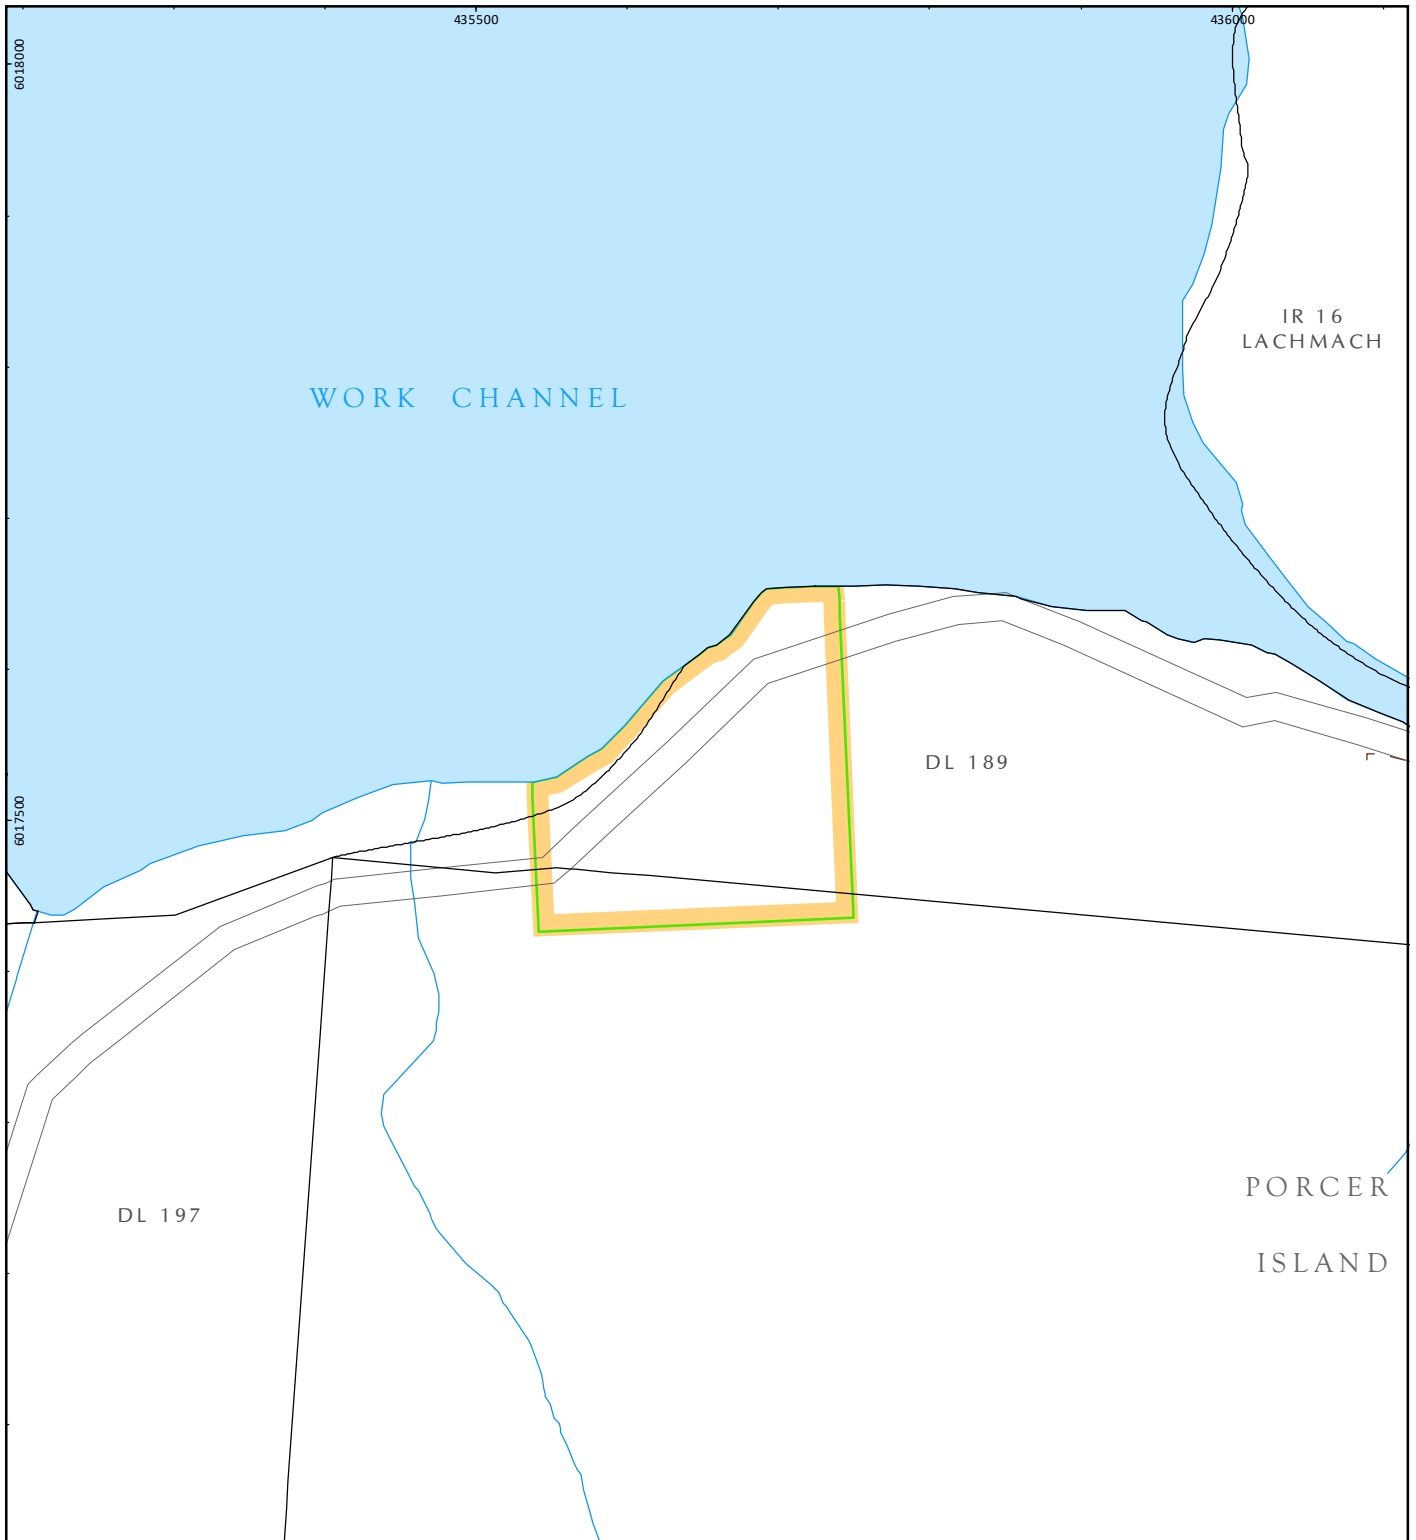 435500
436000
6018000
IR 16
LACHMACH
WORK CHANNEL
DL 189
6017500
PORCER
DL 197
ISLAND